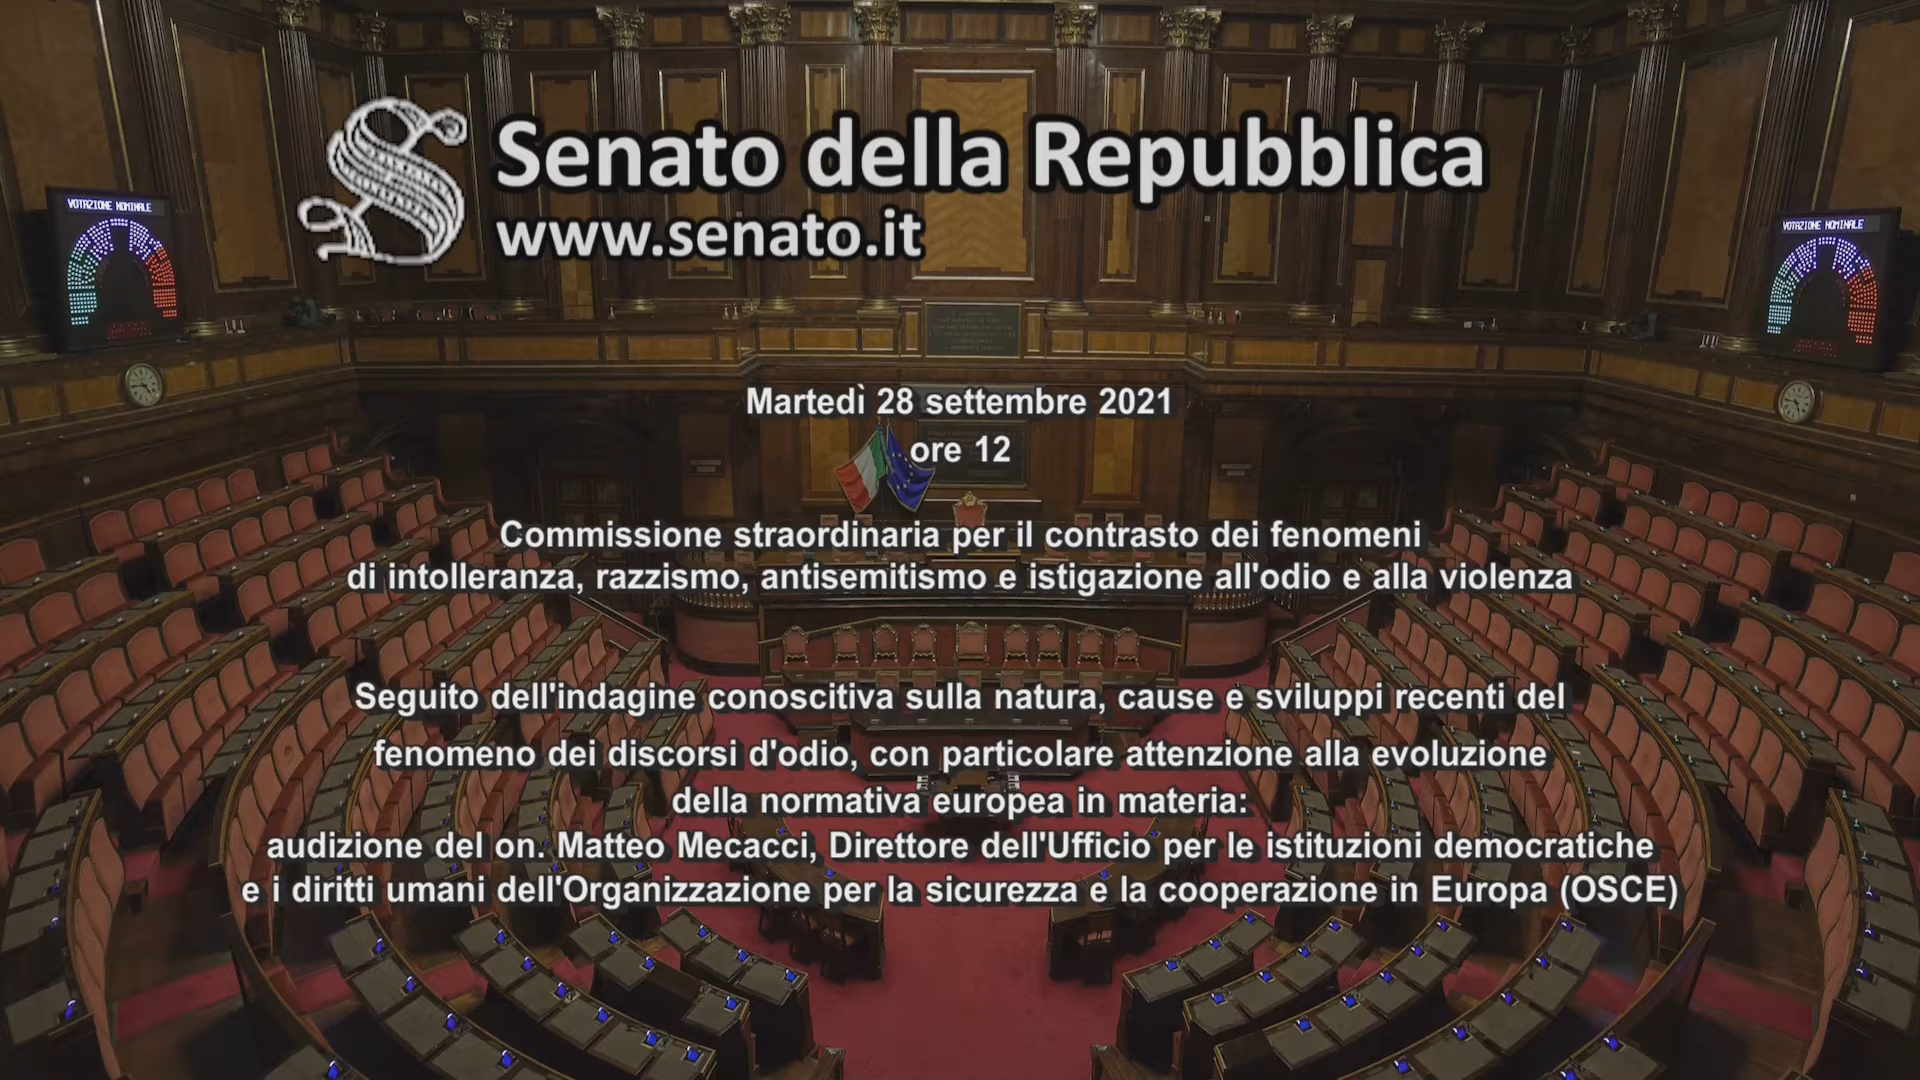 Senato della Repubblica
www.senato.it
VOTAZIONE NOMINALE
VOTAZIONE NOMINALE
Martedì 28 settembre 2021
ore 12
Commissione straordinaria per il contrasto dei fenomeni
di intolleranza, razzismo, antisemitismo e istigazione all'odio e alla violenza
Seguito dell'indagine conoscitiva sulla natura, cause e sviluppi recenti del
fenomeno dei discorsi d'odio, con particolare attenzione alla evoluzione
della normativa europea in materia:
audizione del on. Matteo Mecacci, Direttore dell'Ufficio per le istituzioni democratiche
e i diritti umani dell'Organizzazione per la sicurezza e la cooperazione in Europa (OSCE)